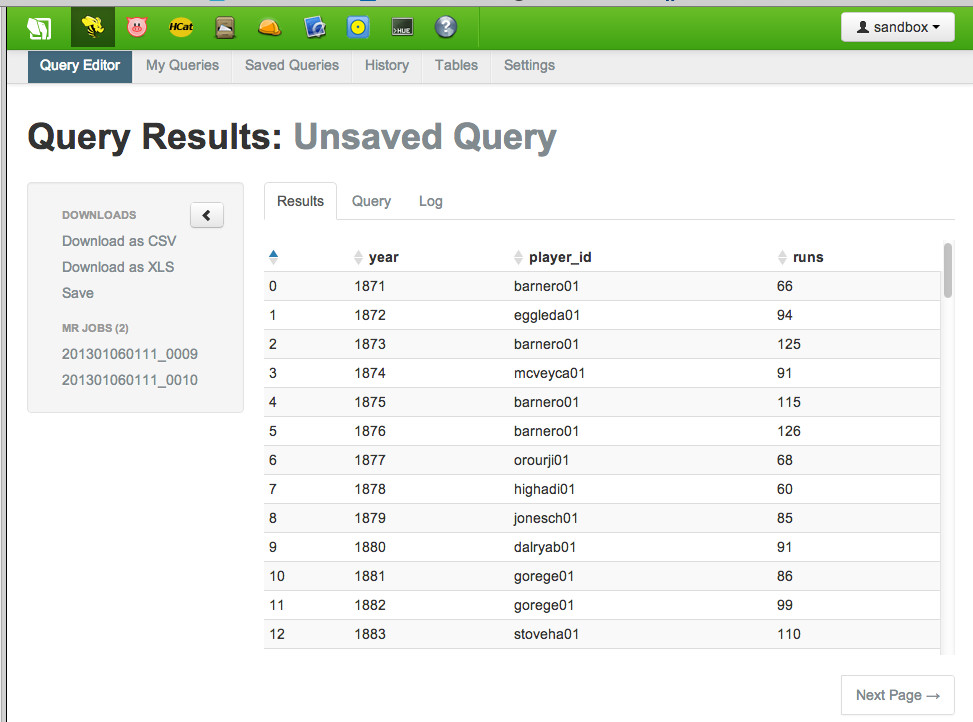 HCat
>HUE
sandbox
Query Editor My Queries Saved Queries History Tables Settings
Query Results: Unsaved Query
DOWNLOADS
Download as CSV
Download as XLS
Save
MR JOBS (2)
201301060111_0009
201301060111_0010
Results Query Log
year player_id runs
0 1871 barnero01 66
1 1872 eggleda01 94
2 1873 barnero01 125
3 1874 mcveyca01 91
4 1875 barnero01 115
5 1876 barnero01 126
6 1877 orourji01 68
7 1878 highadi01 60
8 1879 jonesch01 85
9 1880 dalryab01 91
10 1881 gorege01 86
11 1882 gorege01 99
12 1883 stoveha01 110
Next Page →